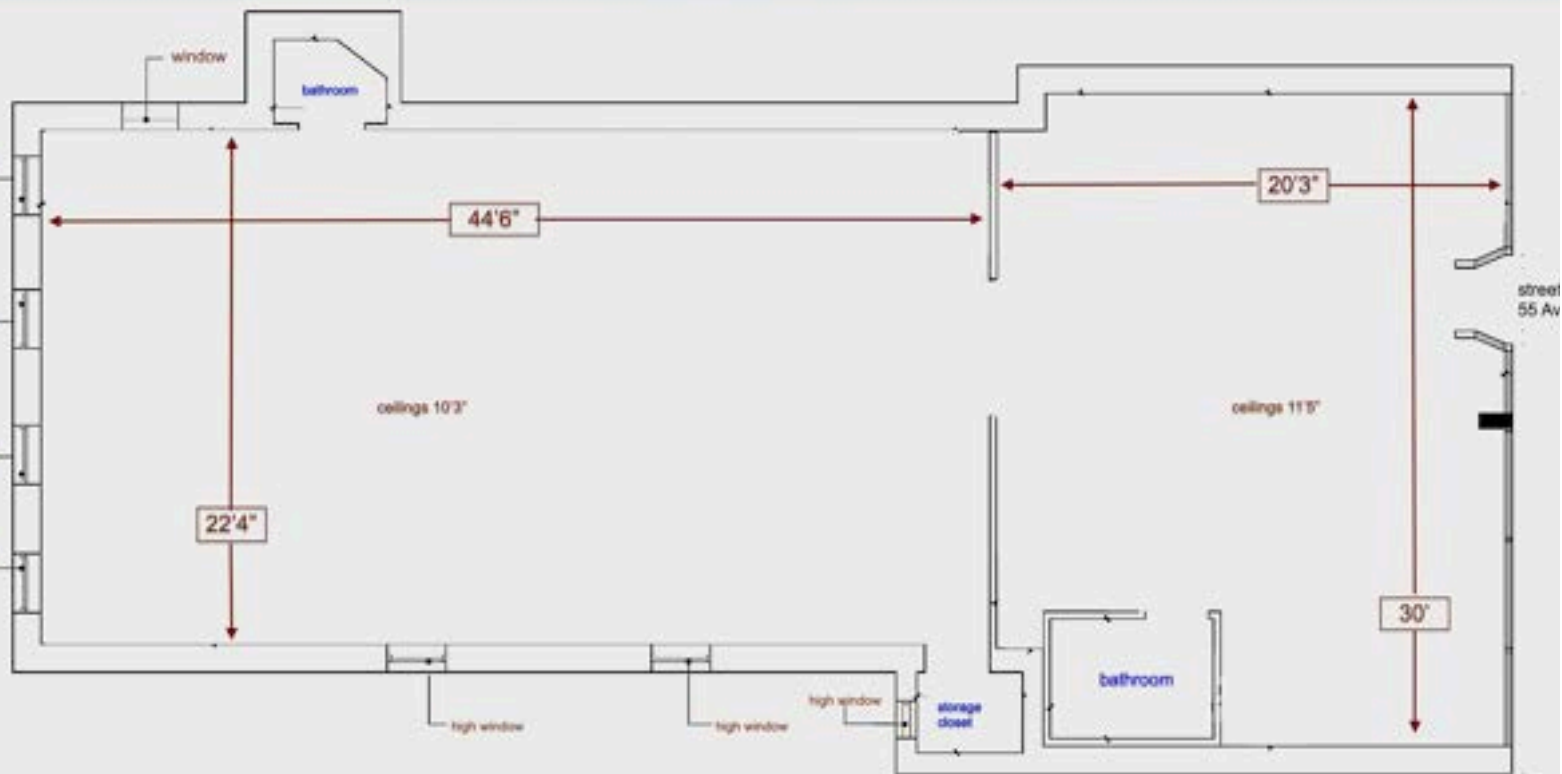 window
bathroom
44'6"
20'3"
street
55 Av
ceilings 10'3"
ceilings 11'5"
22'4"
30'
bathroom
high window
high window
high window
storage
closet